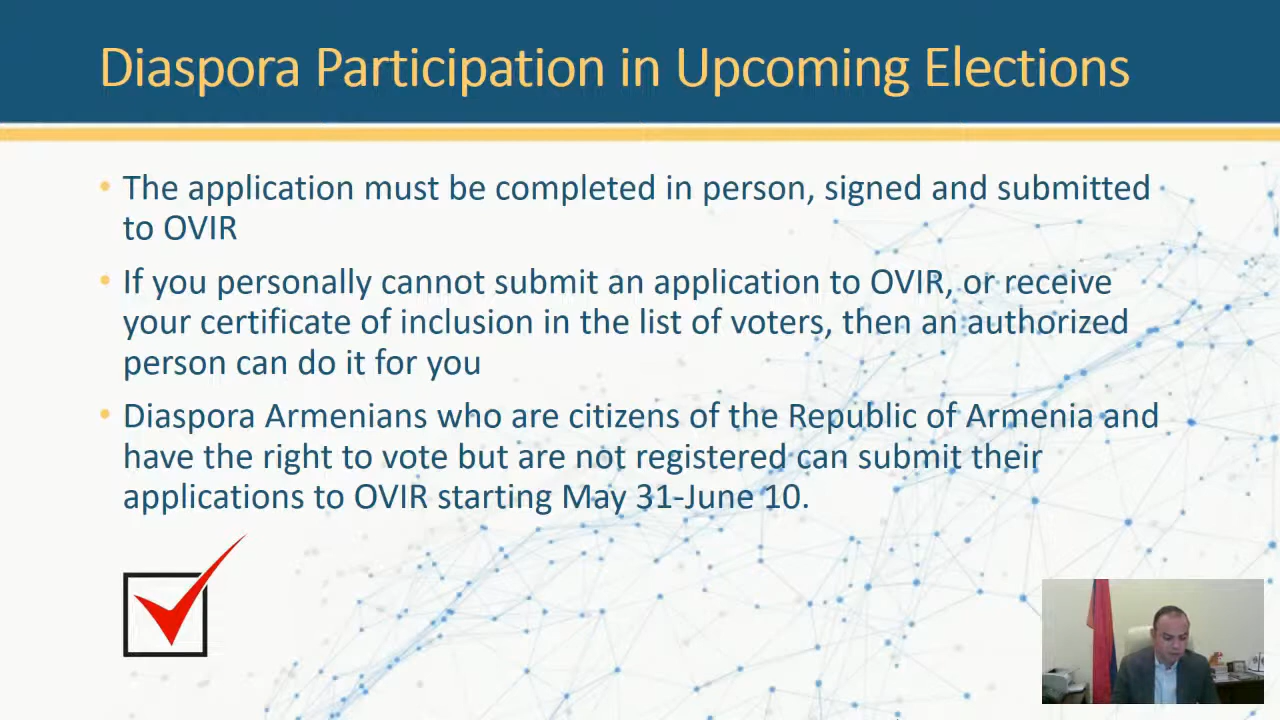 Diaspora Participation in Upcoming Elections
• The application must be completed in person, signed and submitted
to OVIR
• If you personally cannot submit an application to OVIR, or receive
your certificate of inclusion in the list of voters, then an authorized
person can do it for you
• Diaspora Armenians who are citizens of the Republic of Armenia and
have the right to vote but are not registered can submit their
applications to OVIR starting May 31-June 10.